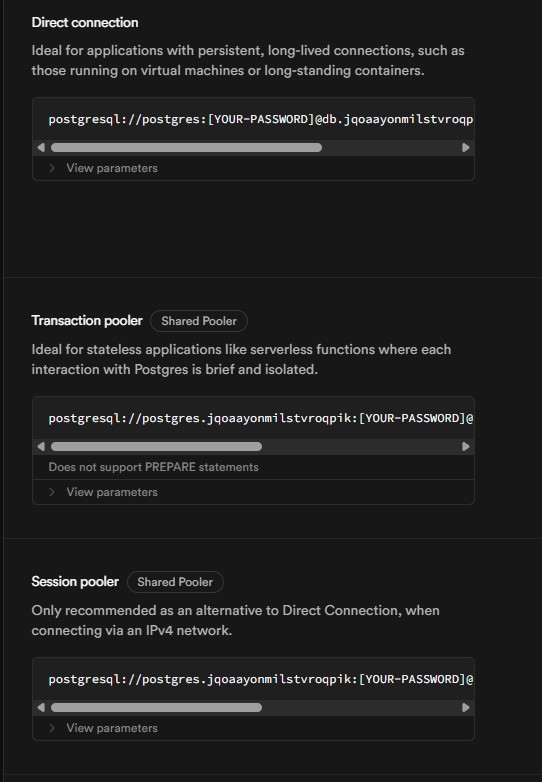 Direct connection
Ideal for applications with persistent, long-lived connections, such as
those running on virtual machines or long-standing containers.
postgresql://postgres:[YOUR-PASSWORD]@db.jqoaayonmilstvroqp
View parameters
Transaction pooler Shared Pooler
Ideal for stateless applications like serverless functions where each
interaction with Postgres is brief and isolated.
postgresql://postgres.jqoaayonmilstvroqpik:[YOUR-PASSWORD]@
Does not support PREPARE statements
View parameters
Session pooler Shared Pooler
Only recommended as an alternative to Direct Connection, when
connecting via an IPv4 network.
postgresql://postgres.jqoaayonmilstvroqpik:[YOUR-PASSWORD]@
View parameters